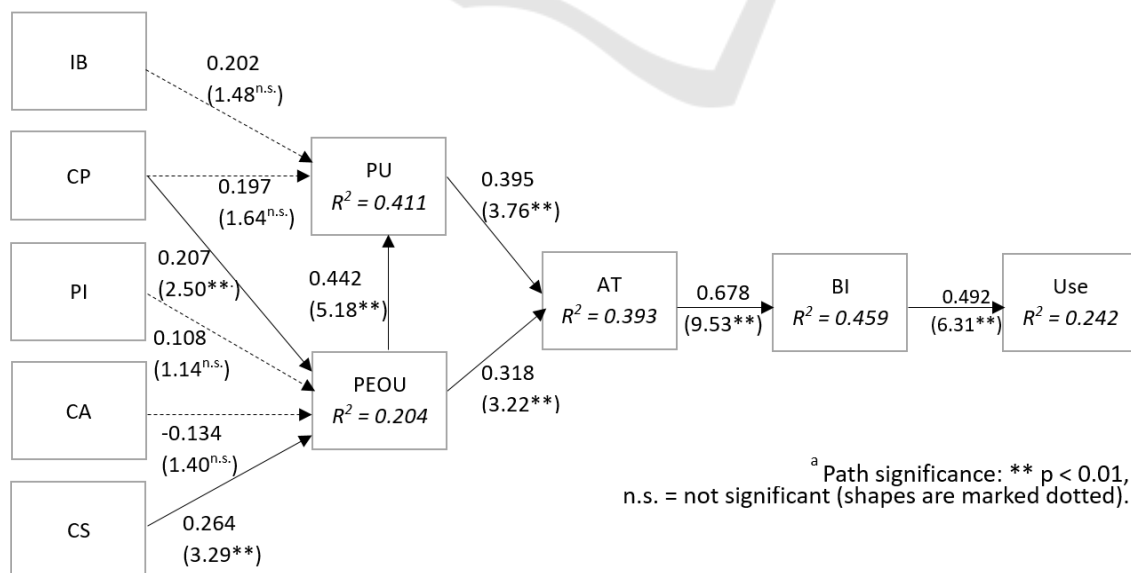 IB
0.202
(1.48n.s.)
CP
0.197
(1.64n.s.)
PU
R2 = 0.411
0.395
(3.76**)
PI
0.207
(2.50**)
0.442
(5.18**)
0.108
(1.14n.s.)
AT
R2 = 0.393
0.678
(9.53**)
BI
R2 = 0.459
0.492
(6.31**)
Use
R2 = 0.242
CA
-0.134
(1.40n.s.)
PEOU
R2 = 0.204
0.318
(3.22**)
CS
0.264
(3.29**)
a Path significance: ** p < 0.01,
n.s. = not significant (shapes are marked dotted).